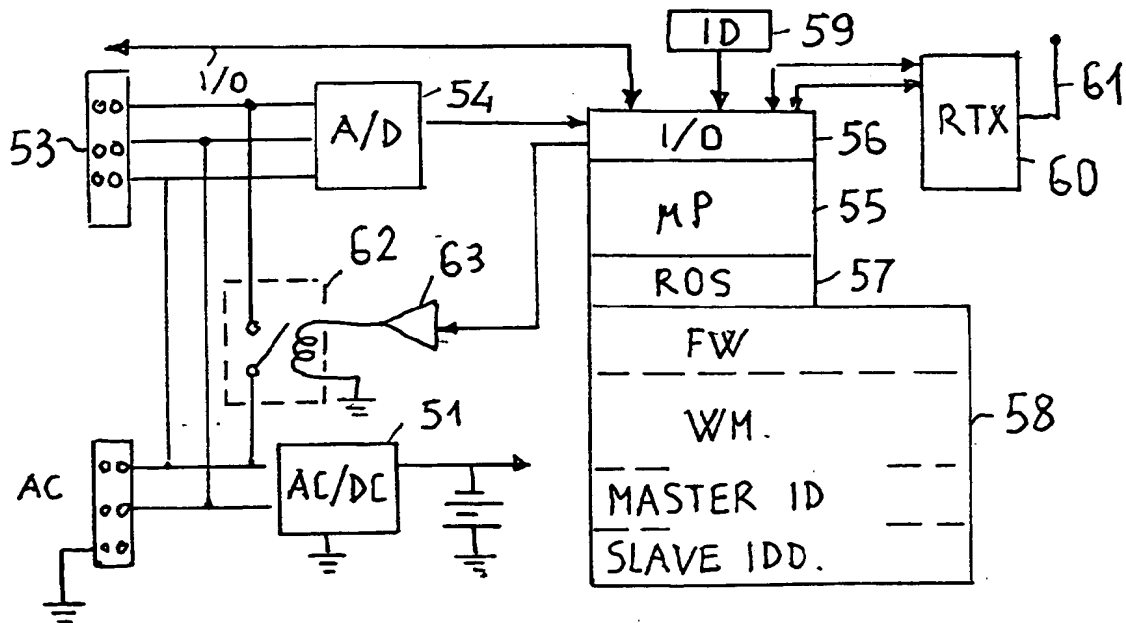 ID
59
I/O
54
61
53
A/D
I/O
56
RTX
60
μP
55
62
63
ROS
57
FW
51
WM.
58
AC
AC/DC
MASTER ID
SLAVE IDD.